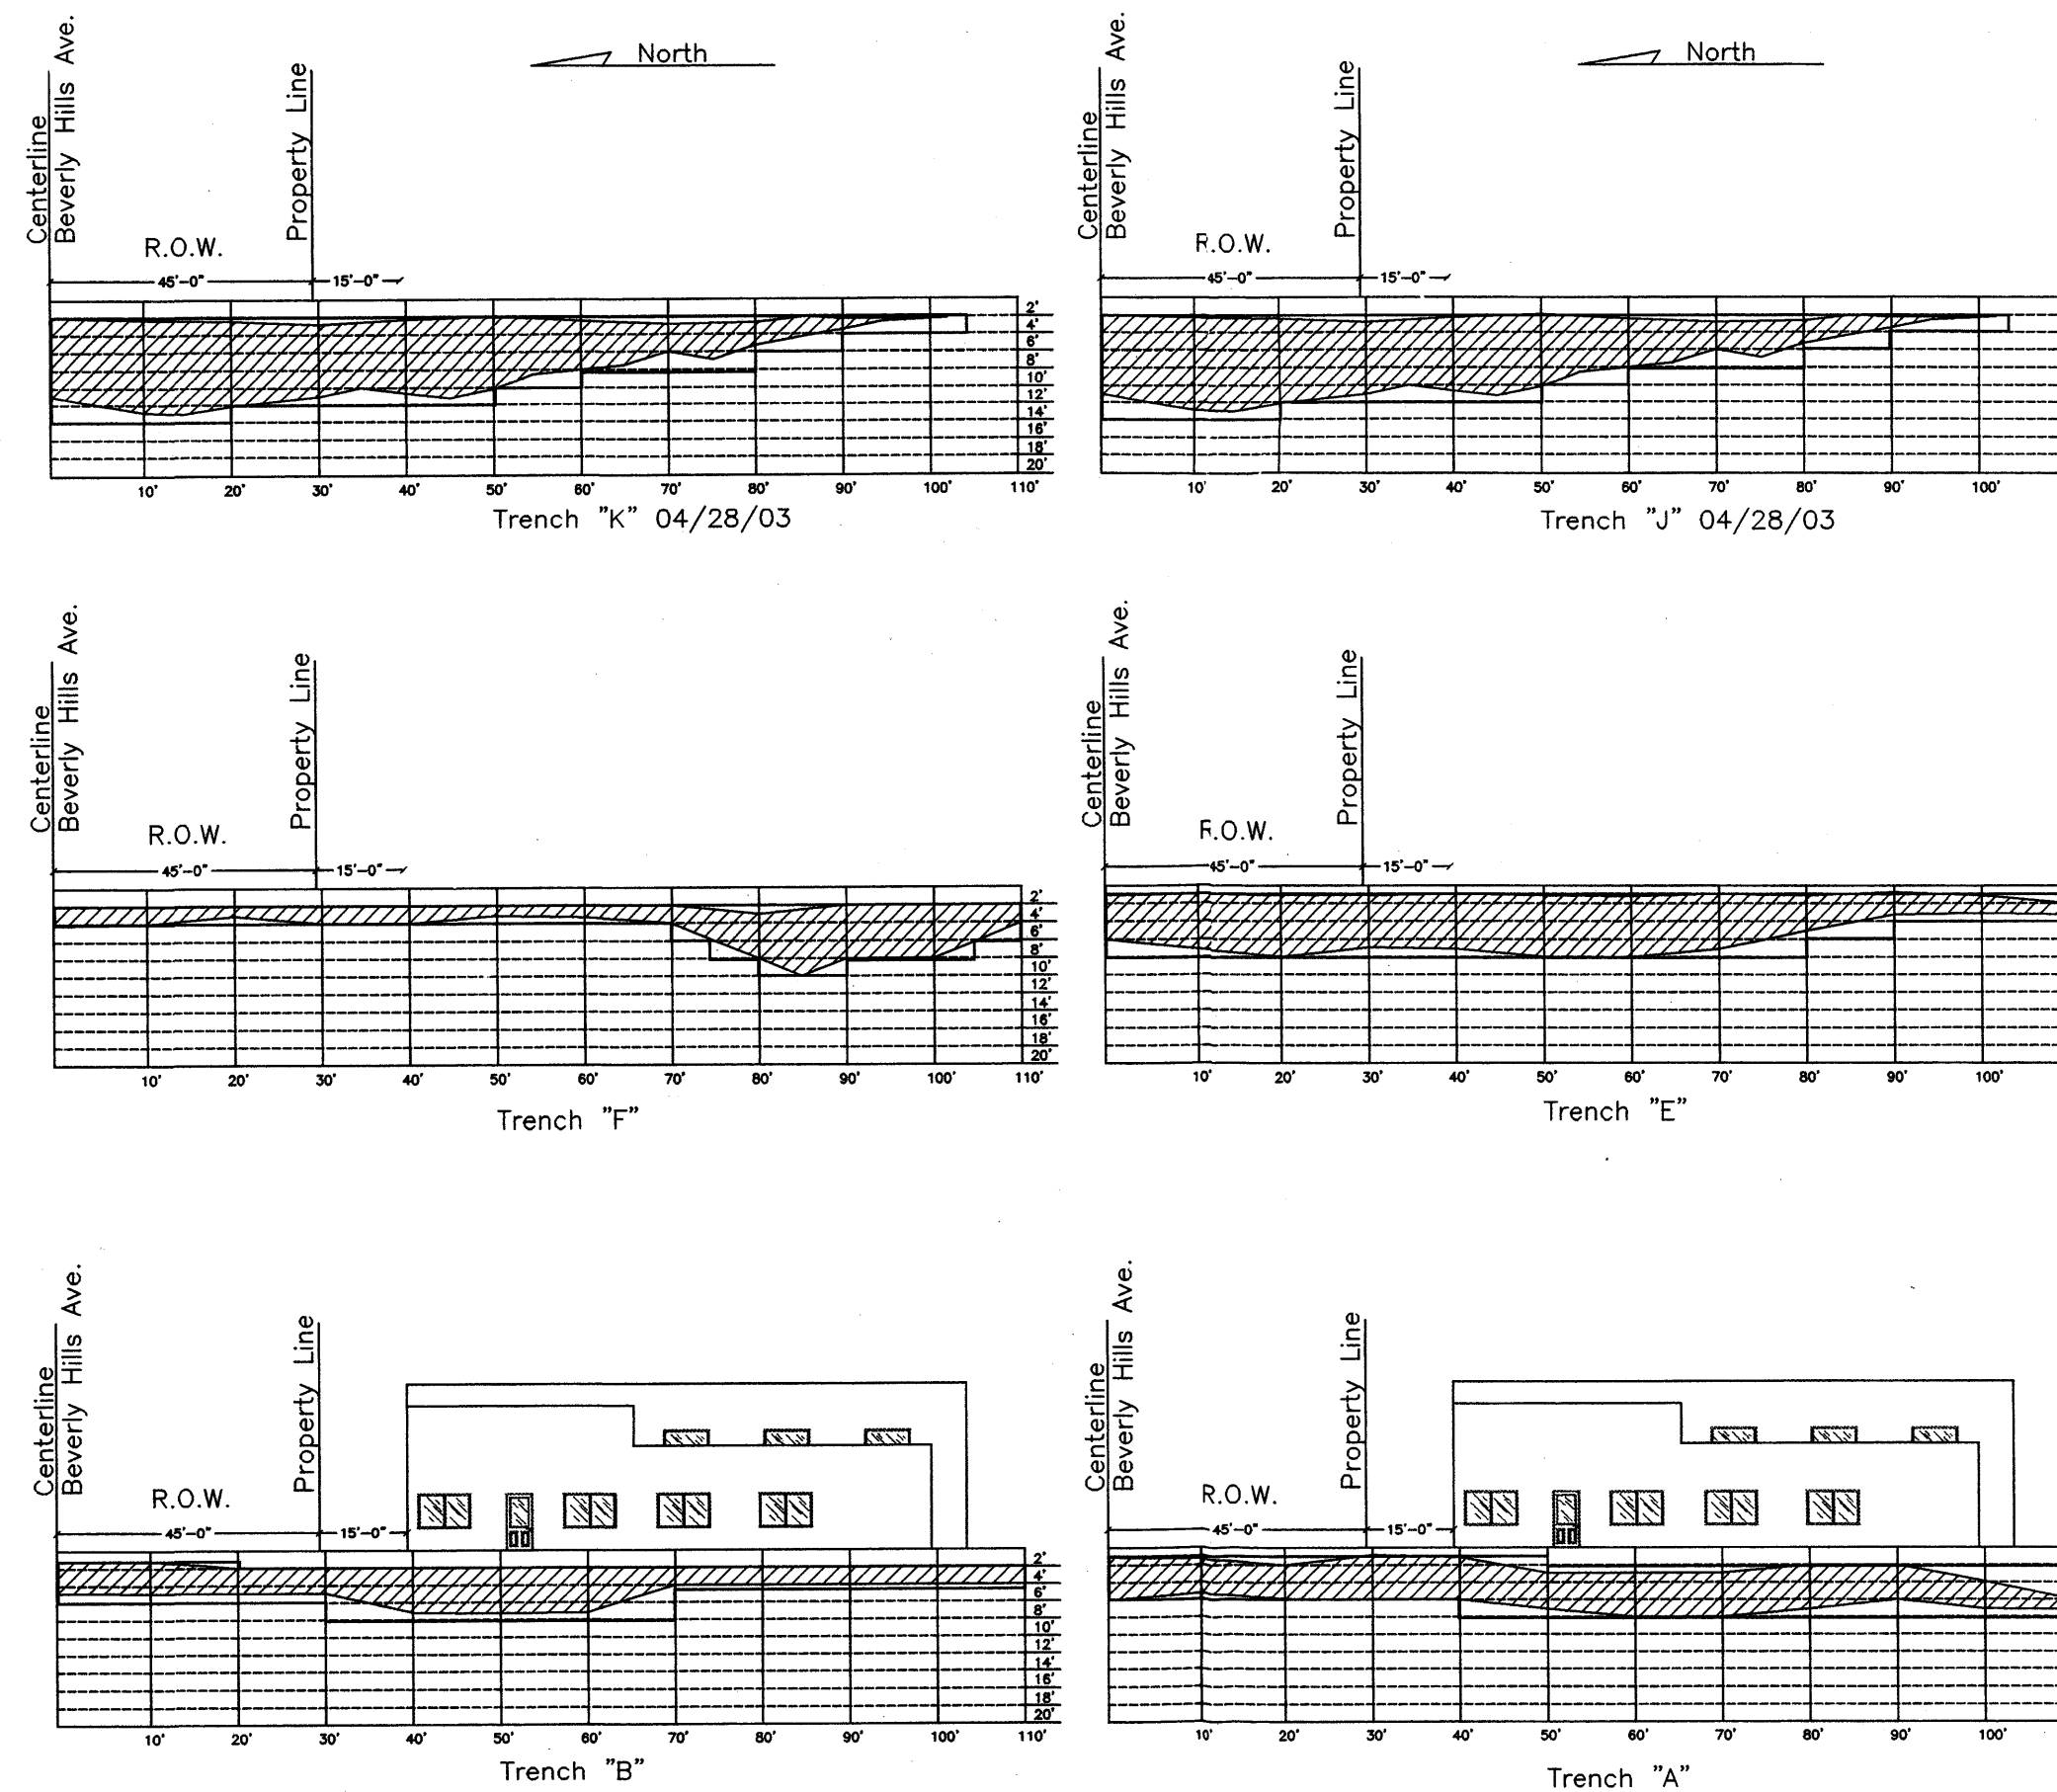 North
Centerline
Beverly Hills Ave.
Property Line
R.O.W.
45'-0"
15'-0"
2'
4'
6'
8'
10'
12'
14'
16'
18'
20'
10' 20' 30' 40' 50' 60' 70' 80' 90' 100' 110'
Trench "K" 04/28/03
North
Centerline
Beverly Hills Ave.
Property Line
R.O.W.
45'-0"
15'-0"
10' 20' 30' 40' 50' 60' 70' 80' 90' 100'
Trench "J" 04/28/03
Centerline
Beverly Hills Ave.
Property Line
R.O.W.
45'-0"
15'-0"
2'
4'
6'
8'
10'
12'
14'
16'
18'
20'
10' 20' 30' 40' 50' 60' 70' 80' 90' 100' 110'
Trench "F"
Centerline
Beverly Hills Ave.
Property Line
R.O.W.
45'-0"
15'-0"
10' 20' 30' 40' 50' 60' 70' 80' 90' 100'
Trench "E"
Centerline
Beverly Hills Ave.
Property Line
R.O.W.
45'-0"
15'-0"
2'
4'
6'
8'
10'
12'
14'
16'
18'
20'
10' 20' 30' 40' 50' 60' 70' 80' 90' 100' 110'
Trench "B"
Centerline
Beverly Hills Ave.
Property Line
R.O.W.
45'-0"
15'-0"
10' 20' 30' 40' 50' 60' 70' 80' 90' 100'
Trench "A"